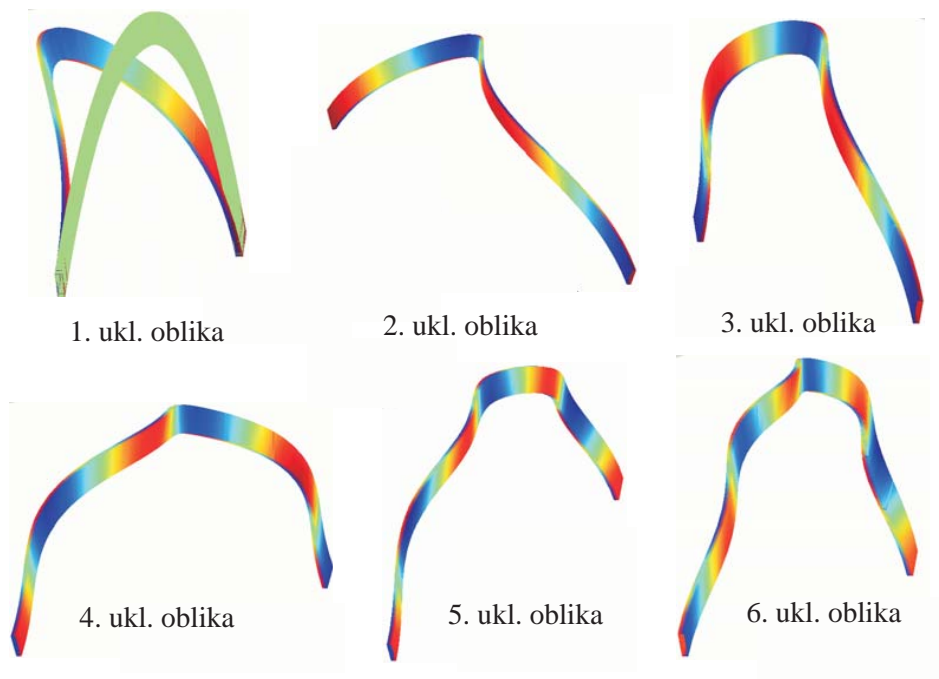 1. ukl. oblika
2. ukl. oblika
3. ukl. oblika
4. ukl. oblika
5. ukl. oblika
6. ukl. oblika